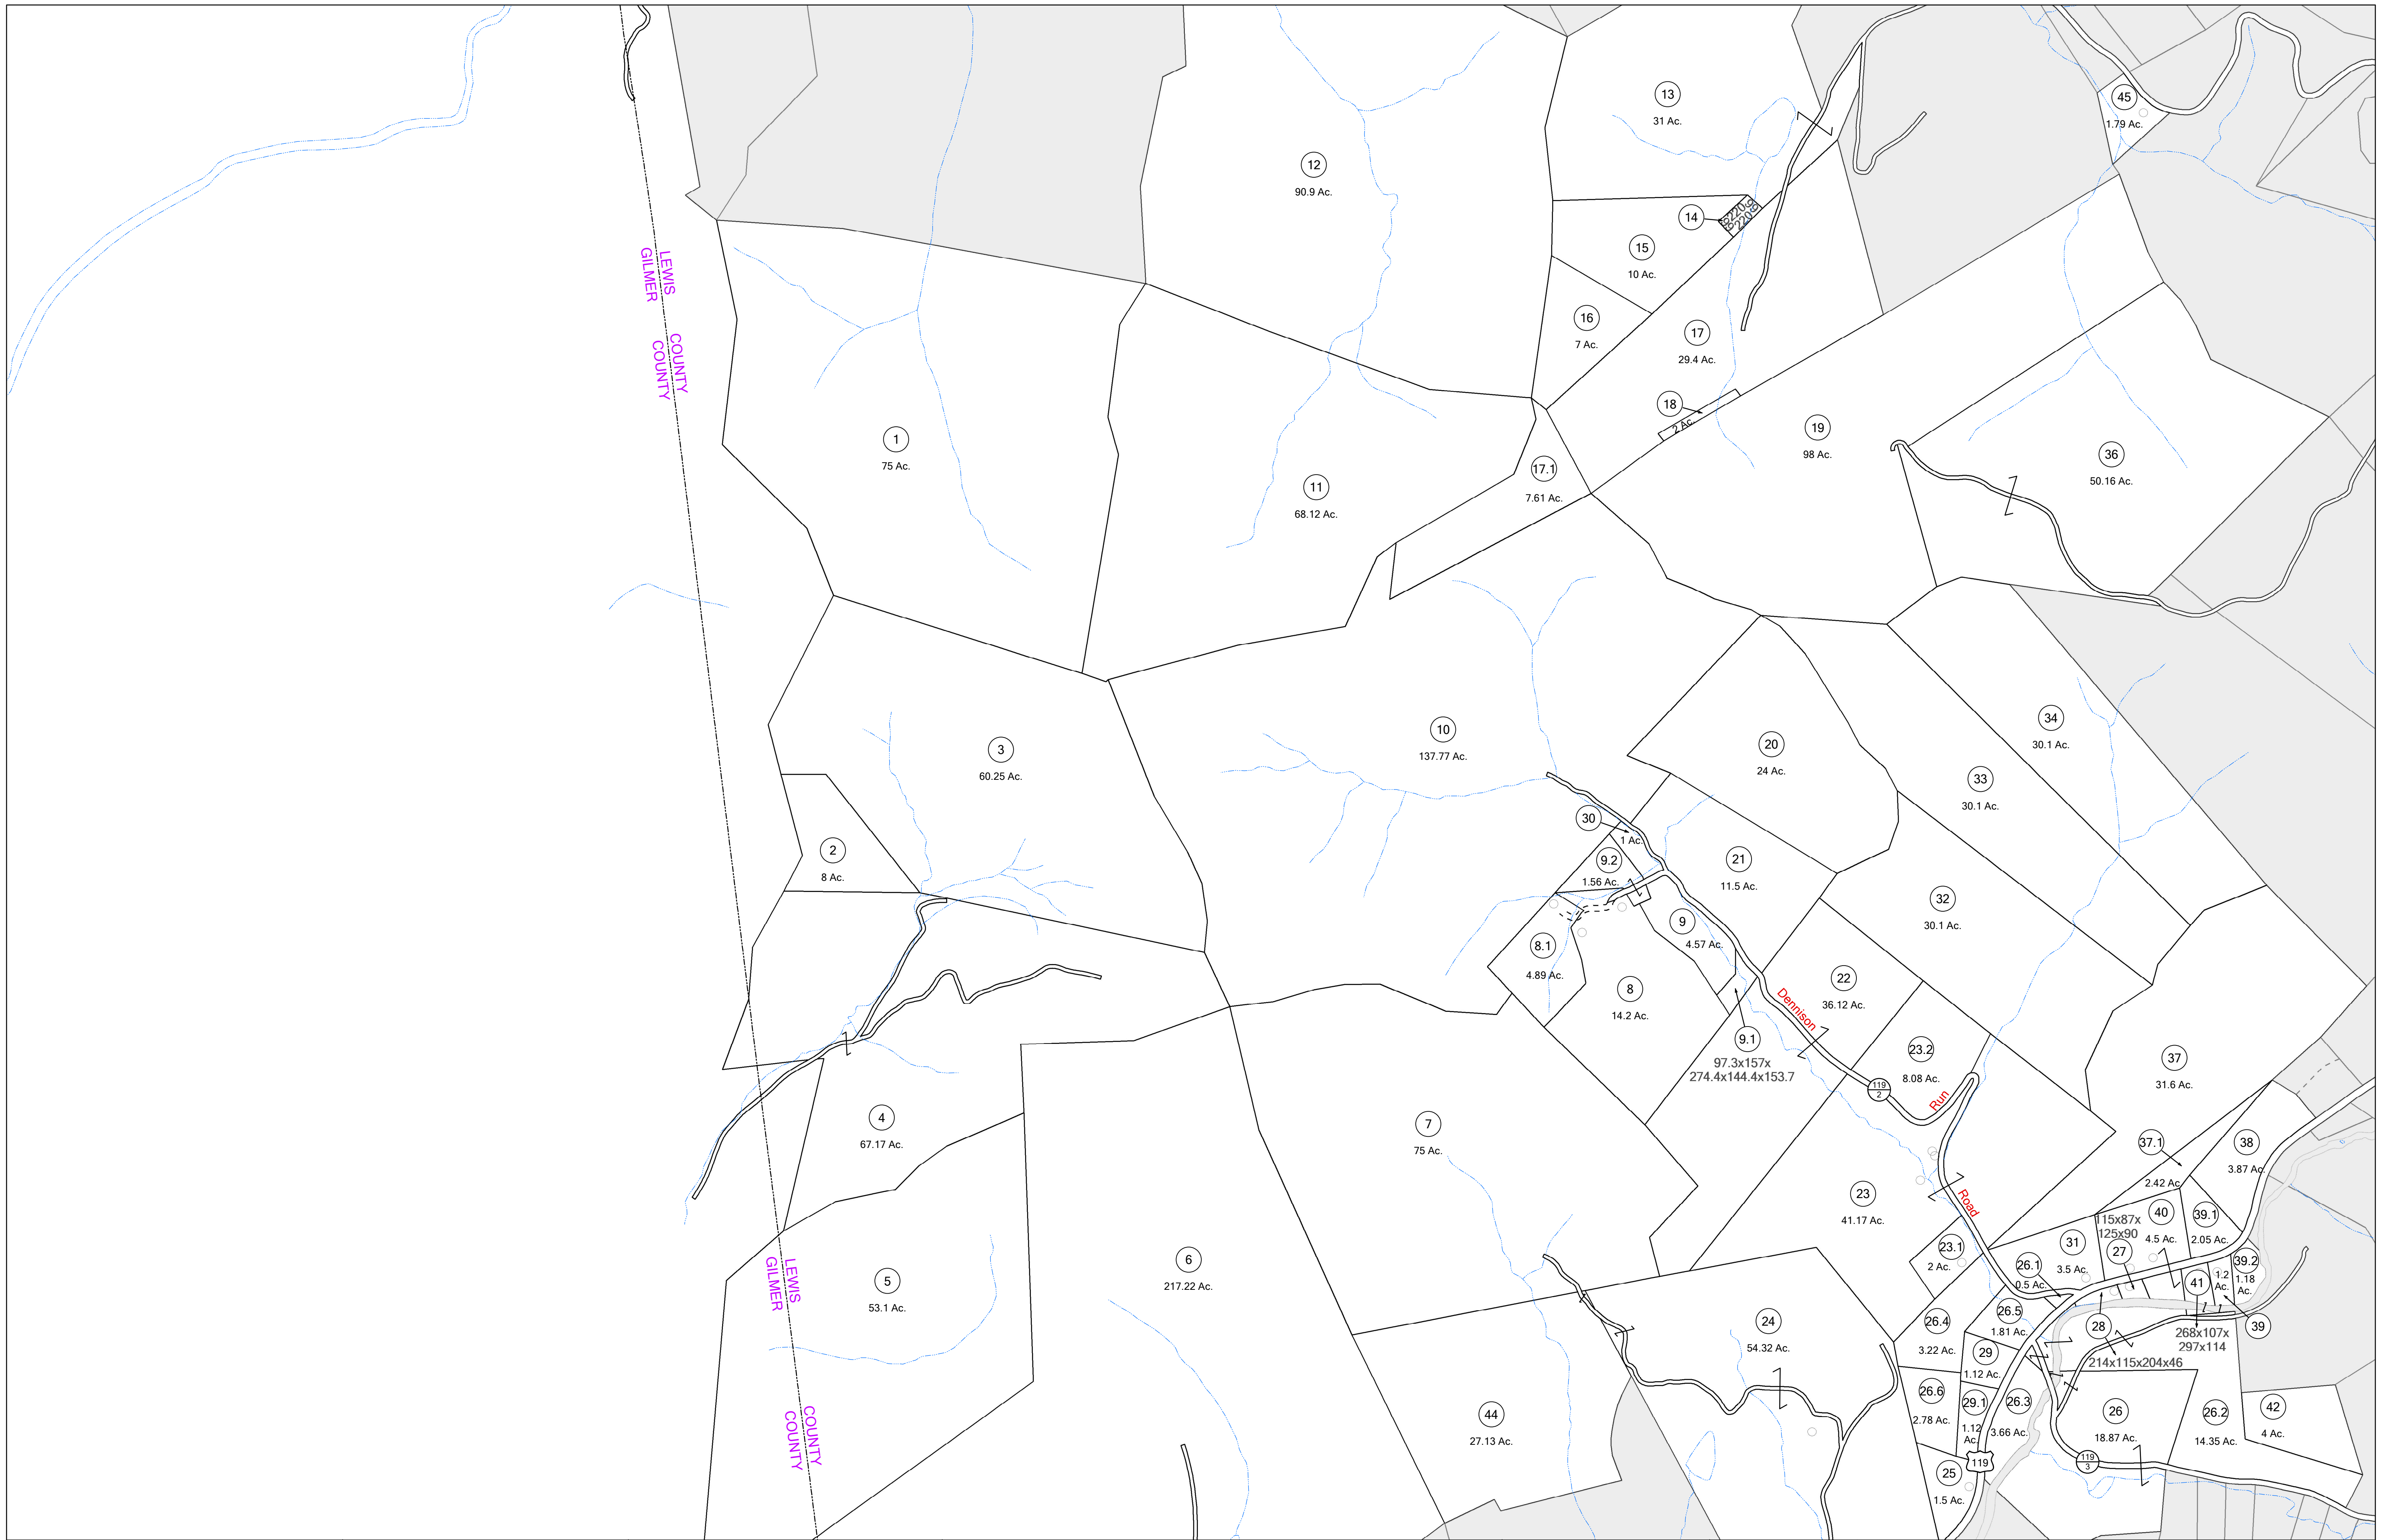 13
31 Ac.
45
1.79 Ac.
12
90.9 Ac.
14
15
10 Ac.
LEWIS
GILMER
COUNTY
COUNTY
16
7 Ac.
17
29.4 Ac.
18
2 Ac.
19
98 Ac.
1
75 Ac.
36
50.16 Ac.
17.1
7.61 Ac.
11
68.12 Ac.
34
30.1 Ac.
10
137.77 Ac.
20
24 Ac.
3
60.25 Ac.
33
30.1 Ac.
30
1 Ac.
2
8 Ac.
9.2
1.56 Ac.
21
11.5 Ac.
32
30.1 Ac.
9
4.57 Ac.
8.1
4.89 Ac.
22
36.12 Ac.
8
14.2 Ac.
Dennison
9.1
97.3x157x
274.4x144.4x153.7
23.2
8.08 Ac.
37
31.6 Ac.
119
2
Run
4
67.17 Ac.
7
75 Ac.
37.1
2.42 Ac.
38
3.87 Ac.
23
41.17 Ac.
Road
115x87x
125x90
40
4.5 Ac.
39.1
2.05 Ac.
23.1
2 Ac.
31
3.5 Ac.
27
6
217.22 Ac.
26.1
0.5 Ac.
39.2
1.18
Ac.
41
1.2
Ac.
LEWIS
GILMER
5
53.1 Ac.
26.5
1.81 Ac.
24
54.32 Ac.
26.4
3.22 Ac.
28
39
268x107x
297x114
214x115x204x46
29
1.12 Ac.
26.6
2.78 Ac.
29.1
1.12
Ac.
26.3
3.66 Ac.
26
18.87 Ac.
26.2
14.35 Ac.
42
4 Ac.
44
27.13 Ac.
COUNTY
COUNTY
119
119
3
25
1.5 Ac.